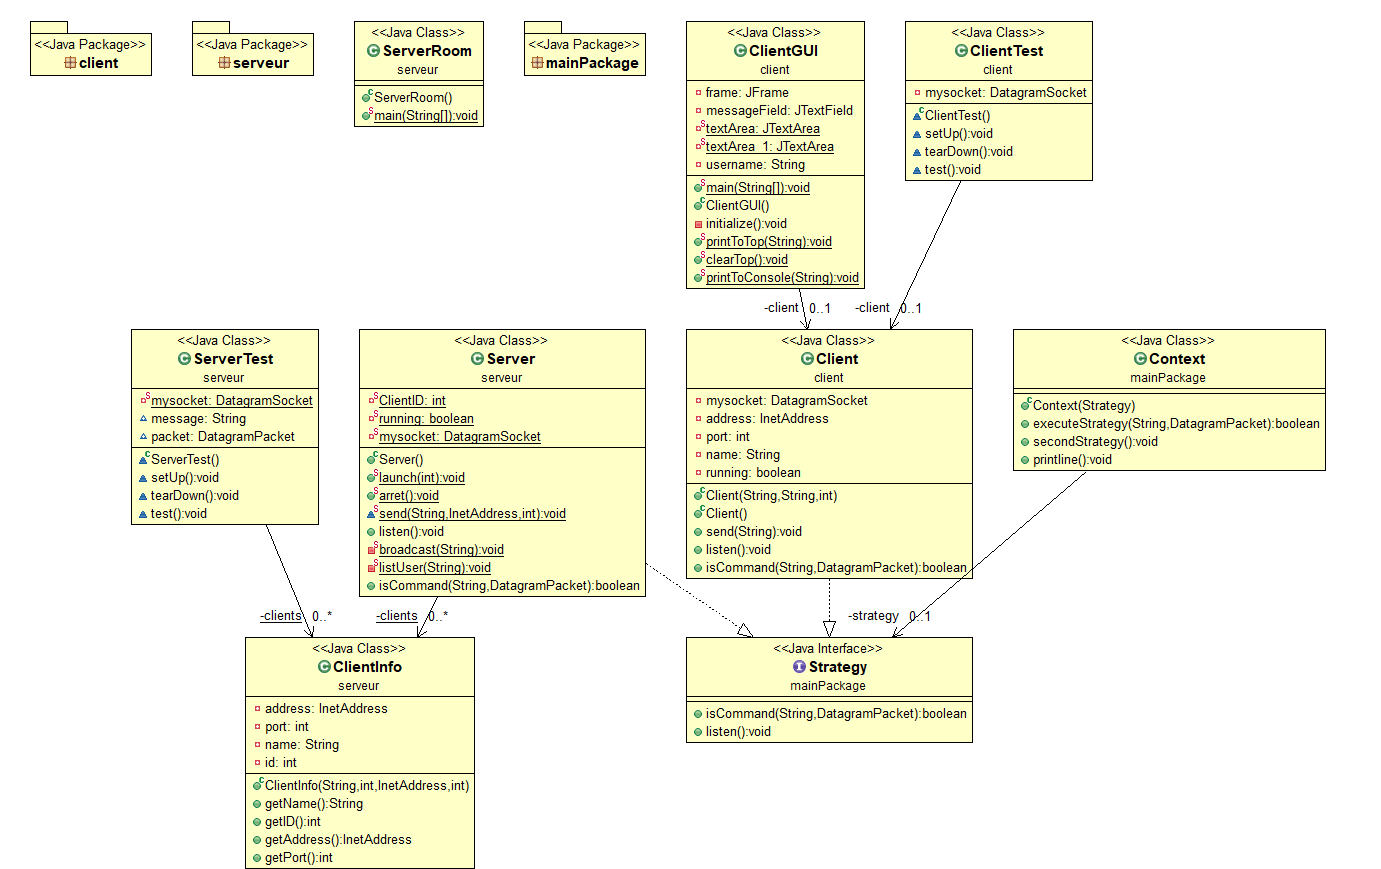 <<Java Package>>
client
<<Java Package>>
serveur
<<Java Class>>
ServerRoom
serveur
ServerRoom()
main(String[]):void
<<Java Package>>
mainPackage
<<Java Class>>
ClientGUI
client
frame: JFrame
messageField: JTextField
textArea: JTextArea
textArea_1: JTextArea
username: String
main(String[]):void
ClientGUI()
initialize():void
printToTop(String):void
clearTop():void
printToConsole(String):void
<<Java Class>>
ClientTest
client
mysocket: DatagramSocket
ClientTest()
setUp():void
tearDown():void
test():void
-client 0..1
-client 0..1
<<Java Class>>
ServerTest
serveur
mysocket: DatagramSocket
message: String
packet: DatagramPacket
ServerTest()
setUp():void
tearDown():void
test():void
<<Java Class>>
Server
serveur
ClientID: int
running: boolean
mysocket: DatagramSocket
Server()
launch(int):void
arret():void
send(String,InetAddress,int):void
listen():void
broadcast(String):void
listUser(String):void
isCommand(String,DatagramPacket):boolean
<<Java Class>>
Client
client
mysocket: DatagramSocket
address: InetAddress
port: int
name: String
running: boolean
Client(String,String,int)
Client()
send(String):void
listen():void
isCommand(String,DatagramPacket):boolean
<<Java Class>>
Context
mainPackage
Context(Strategy)
executeStrategy(String,DatagramPacket):boolean
secondStrategy():void
printline():void
-clients 0..*
-clients 0..*
-strategy 0..1
<<Java Class>>
ClientInfo
serveur
address: InetAddress
port: int
name: String
id: int
ClientInfo(String,int,InetAddress,int)
getName():String
getID():int
getAddress():InetAddress
getPort():int
<<Java Interface>>
Strategy
mainPackage
isCommand(String,DatagramPacket):boolean
listen():void